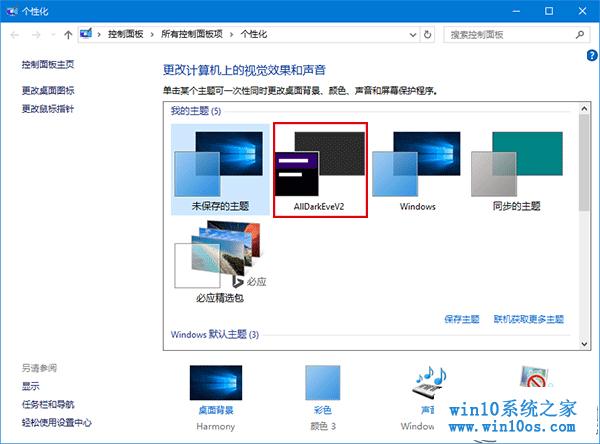 个性化
控制面板 › 所有控制面板项 › 个性化
搜索控制面板
控制面板主页
更改桌面图标
更改鼠标指针
更改计算机上的视觉效果和声音
单击某个主题可一次性同时更改桌面背景、颜色、声音和屏幕保护程序。
我的主题 (5)
未保存的主题
AllDarkEveV2
Windows
同步的主题
必应
必应精选包
保存主题
联机获取更多主题
Windows 默认主题 (3)
另请参阅
显示
任务栏和导航
轻松使用设置中心
桌面背景
Harmony
彩色
颜色 3
声
Window
win10系统之家
www.win10os.com